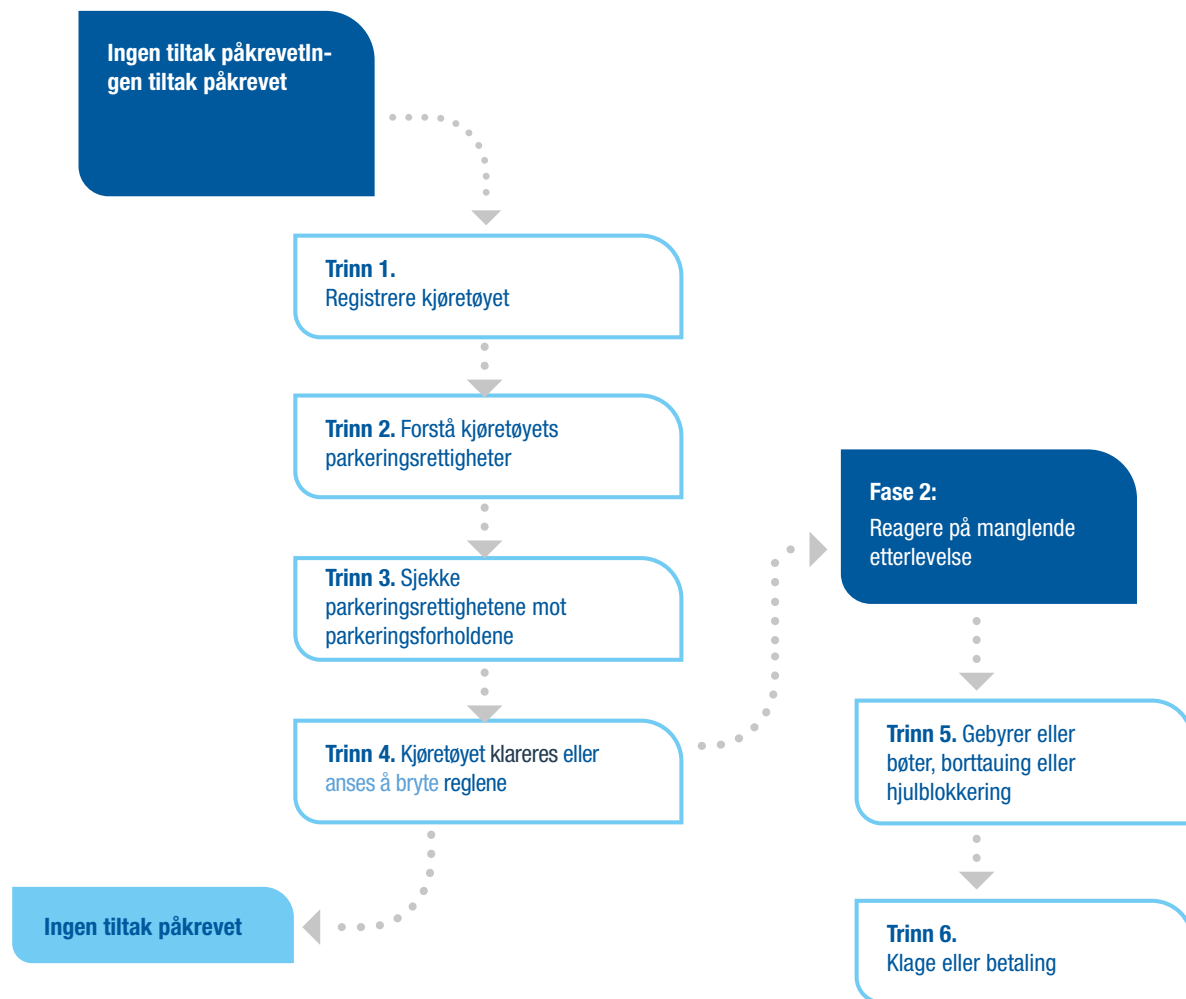 Ingen tiltak påkrevetIn-
gen tiltak påkrevet
Trinn 1.
Registrere kjøretøyet
Trinn 2. Forstå kjøretøyets
parkeringsrettigheter
Trinn 3. Sjekke
parkeringsrettighetene mot
parkeringsforholdene
Trinn 4. Kjøretøyet klareres eller
anses å bryte reglene
Ingen tiltak påkrevet
Fase 2:
Reagere på manglende
etterlevelse
Trinn 5. Gebyrer eller
bøter, borttauing eller
hjulblokkering
Trinn 6.
Klage eller betaling